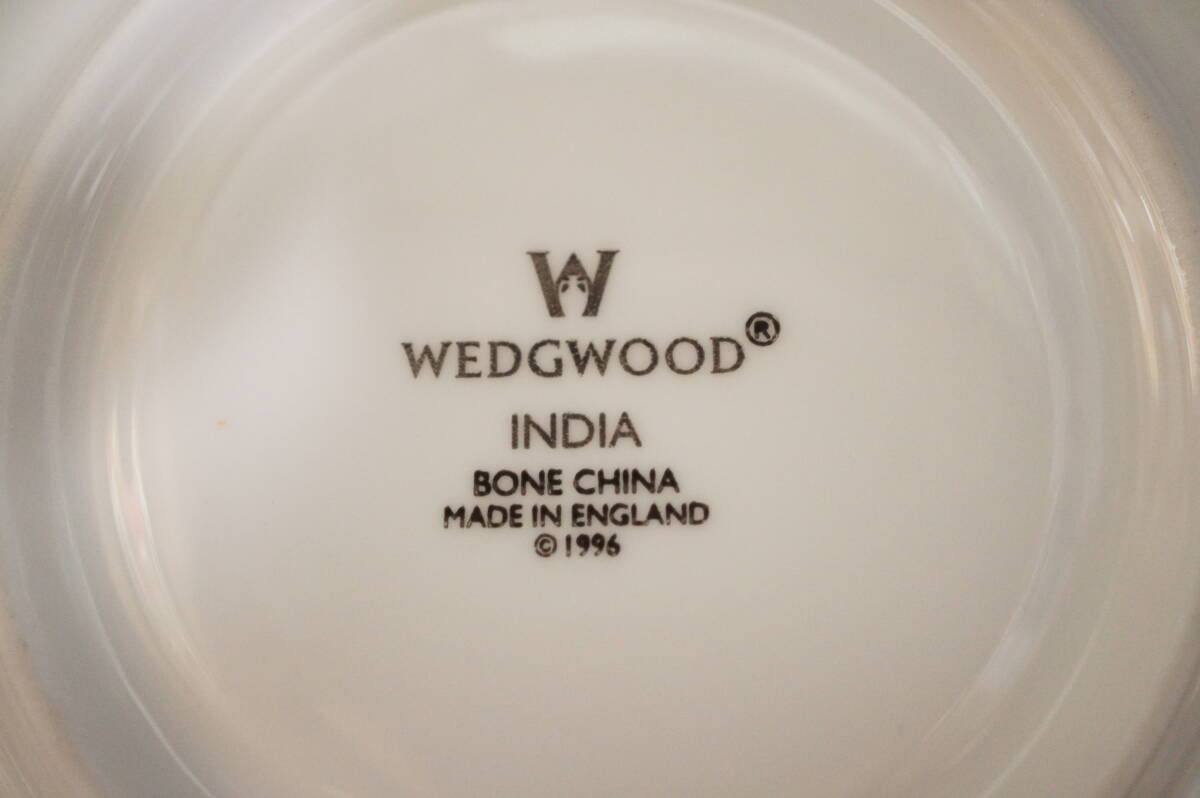 W
WEDGWOOD®
INDIA
BONE CHINA
MADE IN ENGLAND
© 1996